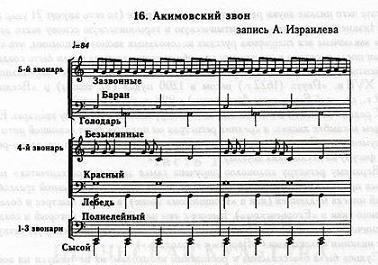 16. Акимовский звон
запись А. Израилева
♩=84
5-й звонарь
Зазвонные
Баран
Голодарь
Безымянные
4-й звонарь
Красный
Лебедь
Полиелейный
1-3 звонари
Сысой